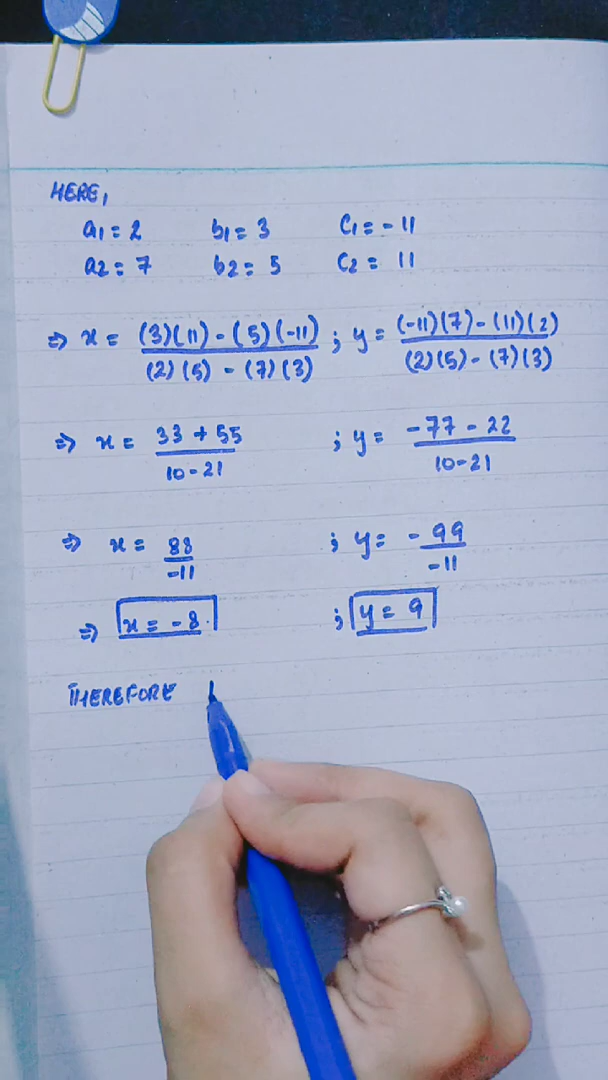 HERE,
a1 = 2 b1 = 3 c1 = -11
a2 = 7 b2 = 5 c2 = 11
⇒ x = (3)(11) - (5)(-11) / (2)(5) - (7)(3) ; y = (-11)(7) - (11)(2) / (2)(5) - (7)(3)
⇒ x = 33 + 55 / 10 - 21 ; y = -77 - 22 / 10 - 21
⇒ x = 88 / -11 ; y = -99 / -11
⇒ x = -8. ; y = 9
THEREFORE